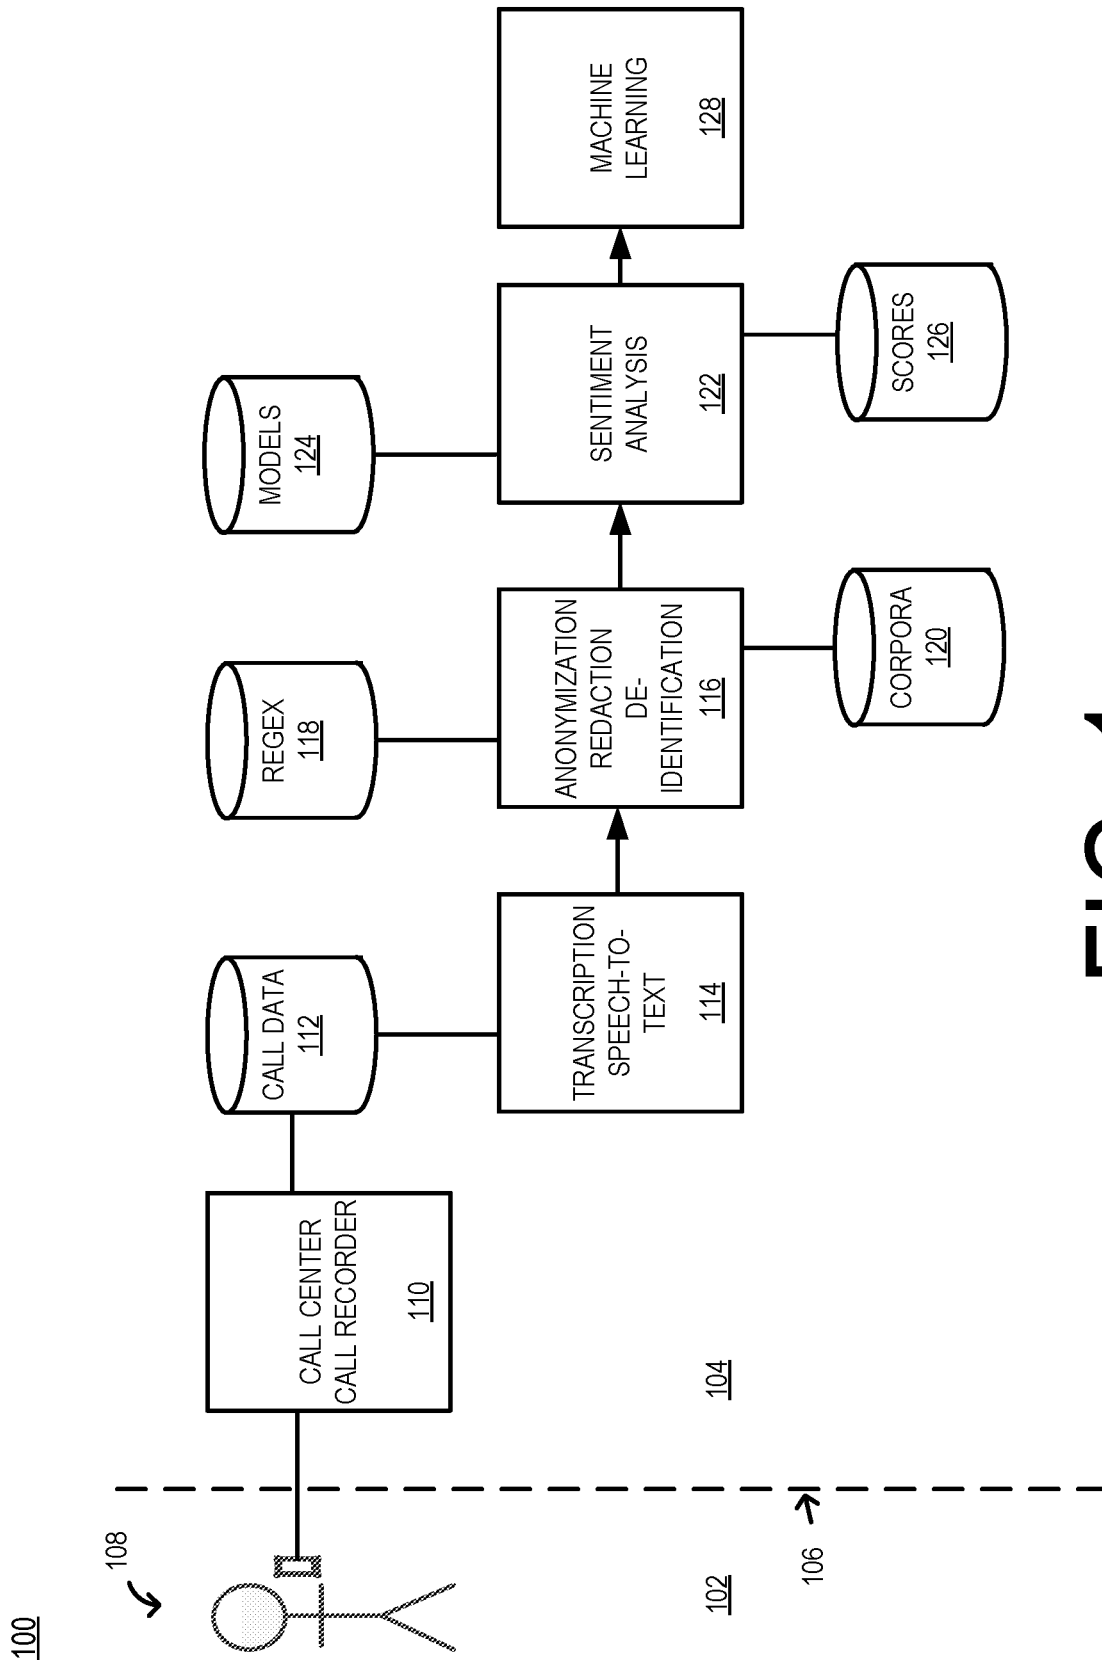 100
108
MODELS
124
REGEX
118
CALL DATA
112
CALL CENTER
CALL RECORDER
110
TRANSCRIPTION
SPEECH-TO-
TEXT
114
ANONYMIZATION
REDACTION
DE-
IDENTIFICATION
116
SENTIMENT
ANALYSIS
122
MACHINE
LEARNING
128
102
104
106
CORPORA
120
SCORES
126